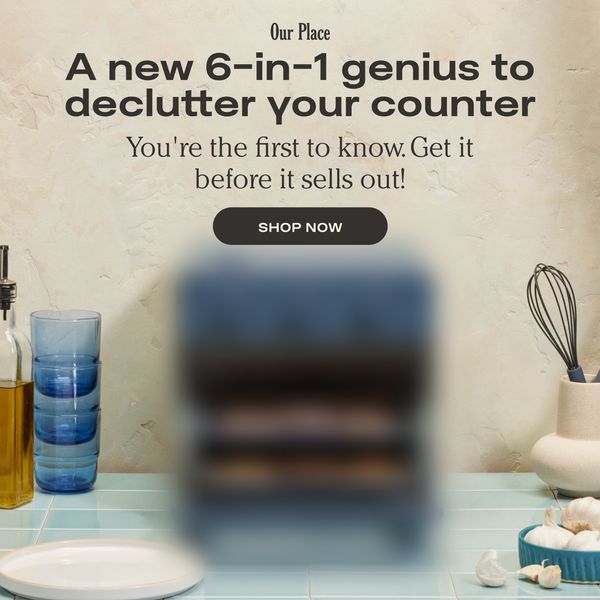 Our Place
A new 6-in-1 genius to
declutter your counter
You're the first to know. Get it
before it sells out!
SHOP NOW